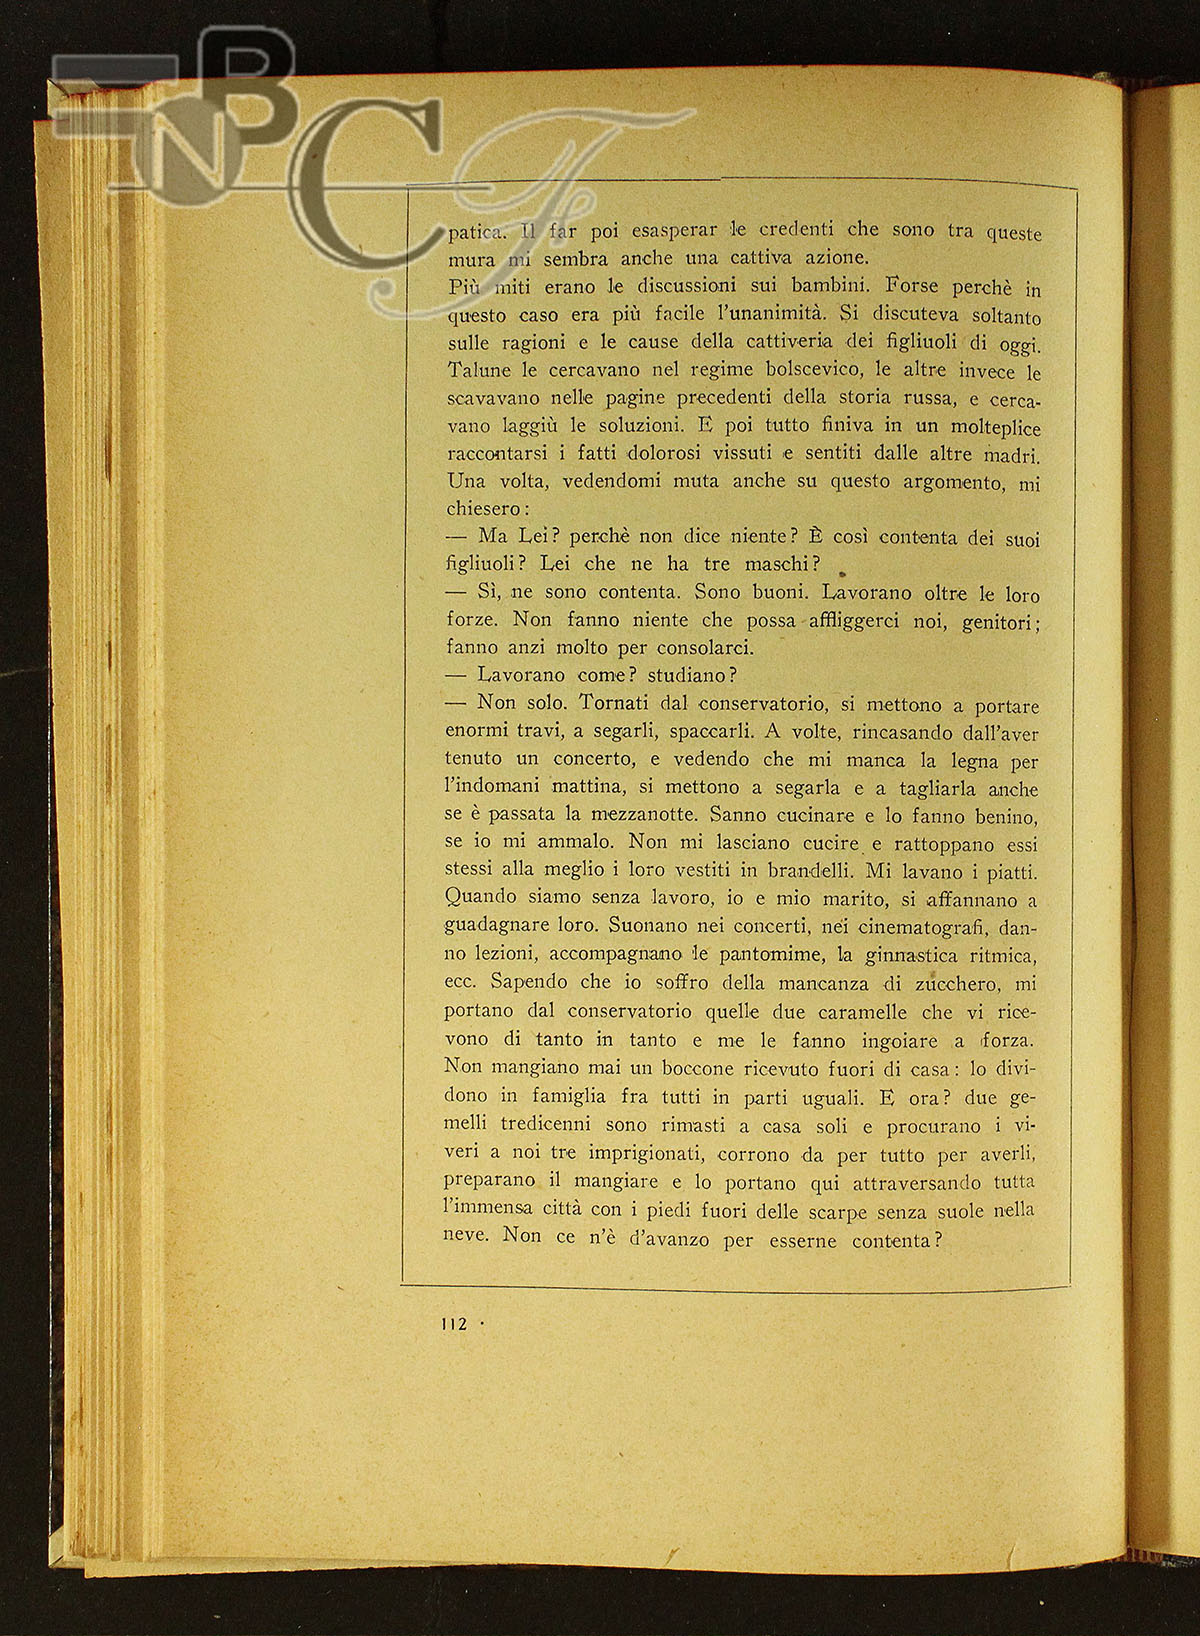 BNCF
patica. Il far poi esasperar le credenti che sono tra queste
mura mi sembra anche una cattiva azione.
Più miti erano le discussioni sui bambini. Forse perchè in
questo caso era più facile l'unanimità. Si discuteva soltanto
sulle ragioni e le cause della cattiveria dei figliuoli di oggi.
Talune le cercavano nel regime bolscevico, le altre invece le
scavavano nelle pagine precedenti della storia russa, e cerca-
vano laggiù le soluzioni. E poi tutto finiva in un molteplice
raccontarsi i fatti dolorosi vissuti e sentiti dalle altre madri.
Una volta, vedendomi muta anche su questo argomento, mi
chiesero:
— Ma Lei? perchè non dice niente? È così contenta dei suoi
figliuoli? Lei che ne ha tre maschi?
— Sì, ne sono contenta. Sono buoni. Lavorano oltre le loro
forze. Non fanno niente che possa affliggerci noi, genitori;
fanno anzi molto per consolarci.
— Lavorano come? studiano?
— Non solo. Tornati dal conservatorio, si mettono a portare
enormi travi, a segarli, spaccarli. A volte, rincasando dall'aver
tenuto un concerto, e vedendo che mi manca la legna per
l'indomani mattina, si mettono a segarla e a tagliarla anche
se è passata la mezzanotte. Sanno cucinare e lo fanno benino,
se io mi ammalo. Non mi lasciano cucire e rattoppano essi
stessi alla meglio i loro vestiti in brandelli. Mi lavano i piatti.
Quando siamo senza lavoro, io e mio marito, si affannano a
guadagnare loro. Suonano nei concerti, nei cinematografi, dan-
no lezioni, accompagnano le pantomime, la ginnastica ritmica,
ecc. Sapendo che io soffro della mancanza di zucchero, mi
portano dal conservatorio quelle due caramelle che vi rice-
vono di tanto in tanto e me le fanno ingoiare a forza.
Non mangiano mai un boccone ricevuto fuori di casa: lo divi-
dono in famiglia fra tutti in parti uguali. E ora? due ge-
melli tredicenni sono rimasti a casa soli e procurano i vi-
veri a noi tre imprigionati, corrono da per tutto per averli,
preparano il mangiare e lo portano qui attraversando tutta
l'immensa città con i piedi fuori delle scarpe senza suole nella
neve. Non ce n'è d'avanzo per esserne contenta?
112 ·